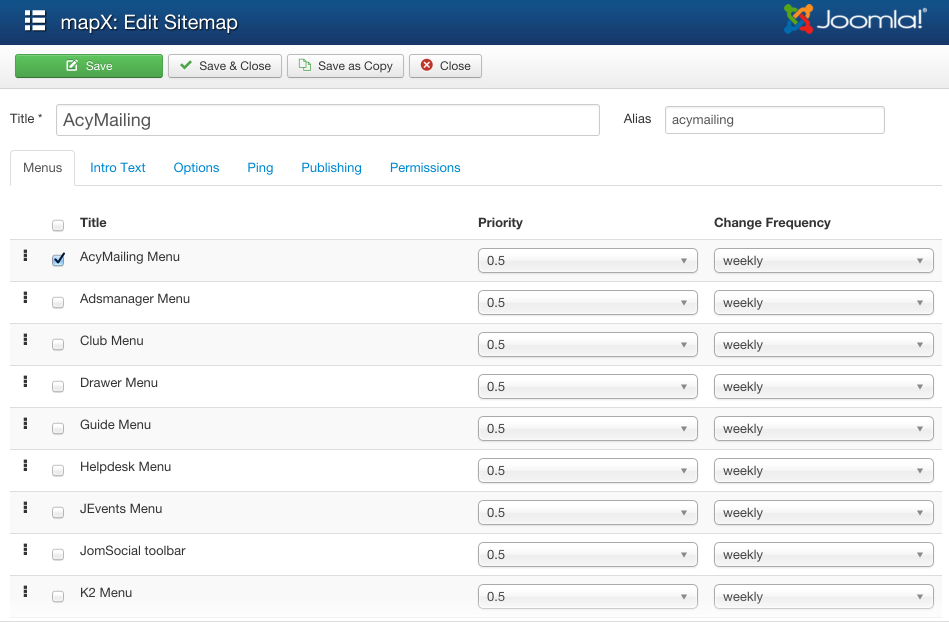 mapX: Edit Sitemap Joomla!®
Save Save & Close Save as Copy Close
Title * AcyMailing Alias acymailing
Menus Intro Text Options Ping Publishing Permissions
Title Priority Change Frequency
AcyMailing Menu 0.5 weekly
Adsmanager Menu 0.5 weekly
Club Menu 0.5 weekly
Drawer Menu 0.5 weekly
Guide Menu 0.5 weekly
Helpdesk Menu 0.5 weekly
JEvents Menu 0.5 weekly
JomSocial toolbar 0.5 weekly
K2 Menu 0.5 weekly